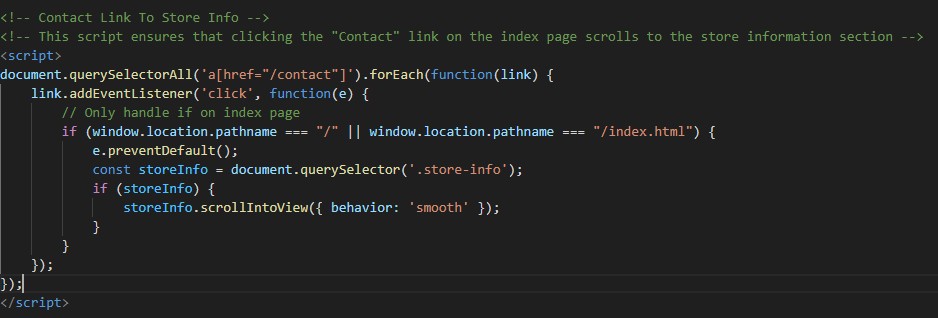 <!-- Contact Link To Store Info -->
<!-- This script ensures that clicking the "Contact" link on the index page scrolls to the store information section -->
<script>
document.querySelectorAll('a[href="/contact"]').forEach(function(link) {
    link.addEventListener('click', function(e) {
        // Only handle if on index page
        if (window.location.pathname === "/" || window.location.pathname === "/index.html") {
            e.preventDefault();
            const storeInfo = document.querySelector('.store-info');
            if (storeInfo) {
                storeInfo.scrollIntoView({ behavior: 'smooth' });
            }
        }
    });
});
</script>